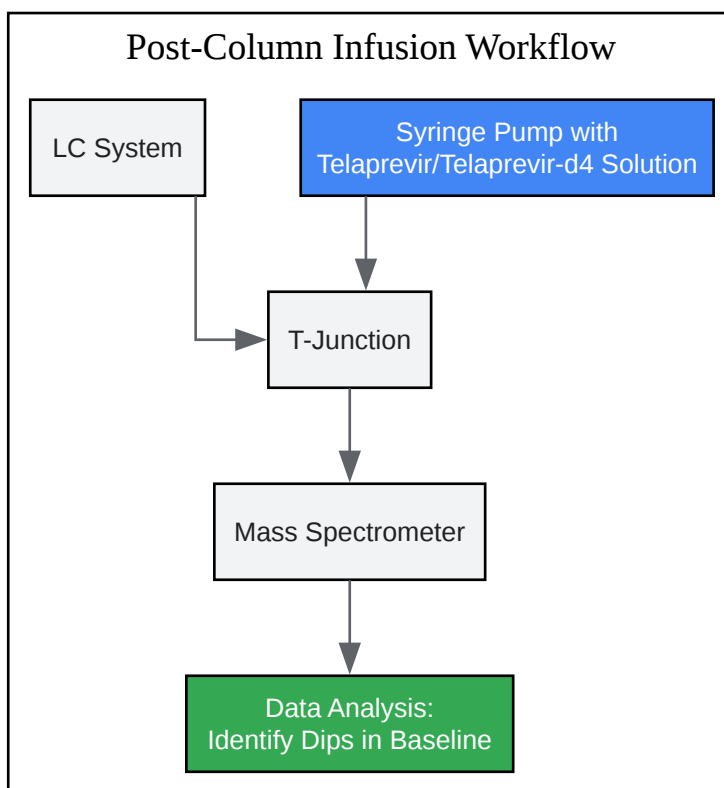 Post-Column Infusion Workflow
LC System
Syringe Pump with
Telaprevir/Telaprevir-d4 Solution
T-Junction
Mass Spectrometer
Data Analysis:
Identify Dips in Baseline